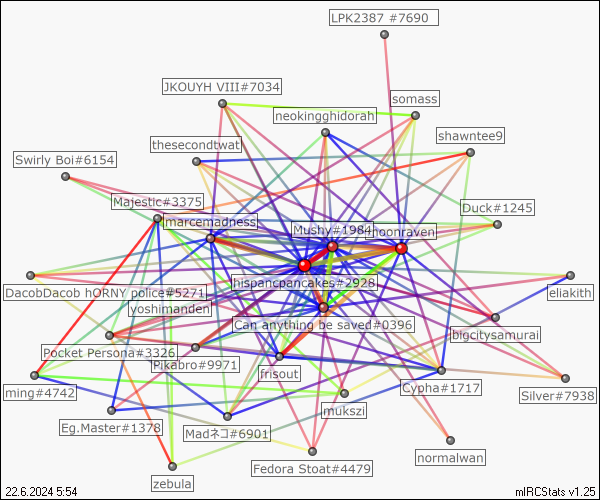 LPK2387 #7690
JKOUYH VIII#7034
somass
neokingghidorah
shawntee9
thesecondtwat
Swirly Boi#6154
Majestic#3375
Duck#1245
marcemadness
Mushy#1984
moonraven
hispancpancakes#2928
DacobDacob hORNY police#5271
eliakith
yoshimanden
Can anything be saved#0396
bigcitysamurai
Pocket Persona#3326
Pikabro#9971
frisout
ming#4742
Cypha#1717
Silver#7938
mukszi
Eg.Master#1378
Madネコ#6901
normalwan
Fedora Stoat#4479
zebula
22.6.2024 5:54
mIRCStats v1.25